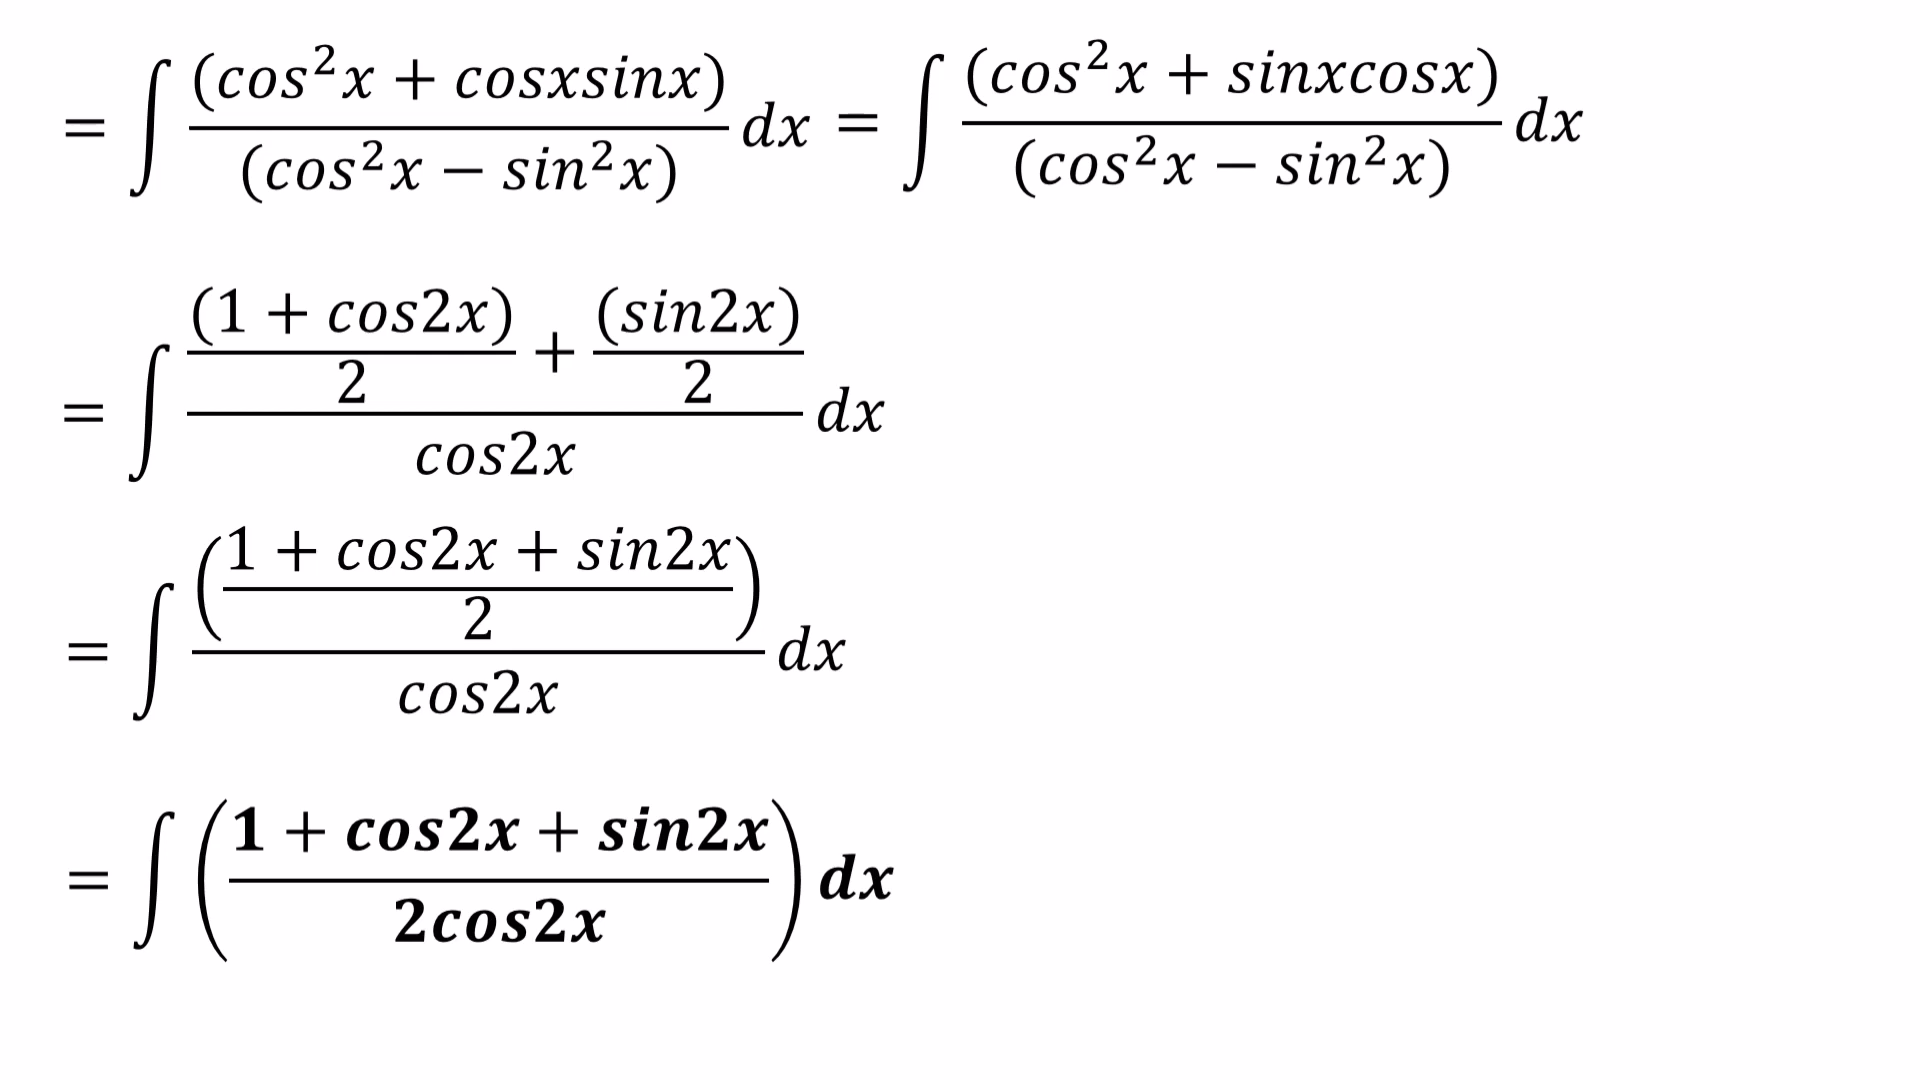 = ∫ (cos²x + cosxsinx) / (cos²x − sin²x) dx = ∫ (cos²x + sinxcosx) / (cos²x − sin²x) dx
= ∫ ((1 + cos2x) / 2 + (sin2x) / 2) / cos2x dx
= ∫ ((1 + cos2x + sin2x) / 2) / cos2x dx
= ∫ ((1 + cos2x + sin2x) / 2cos2x) dx